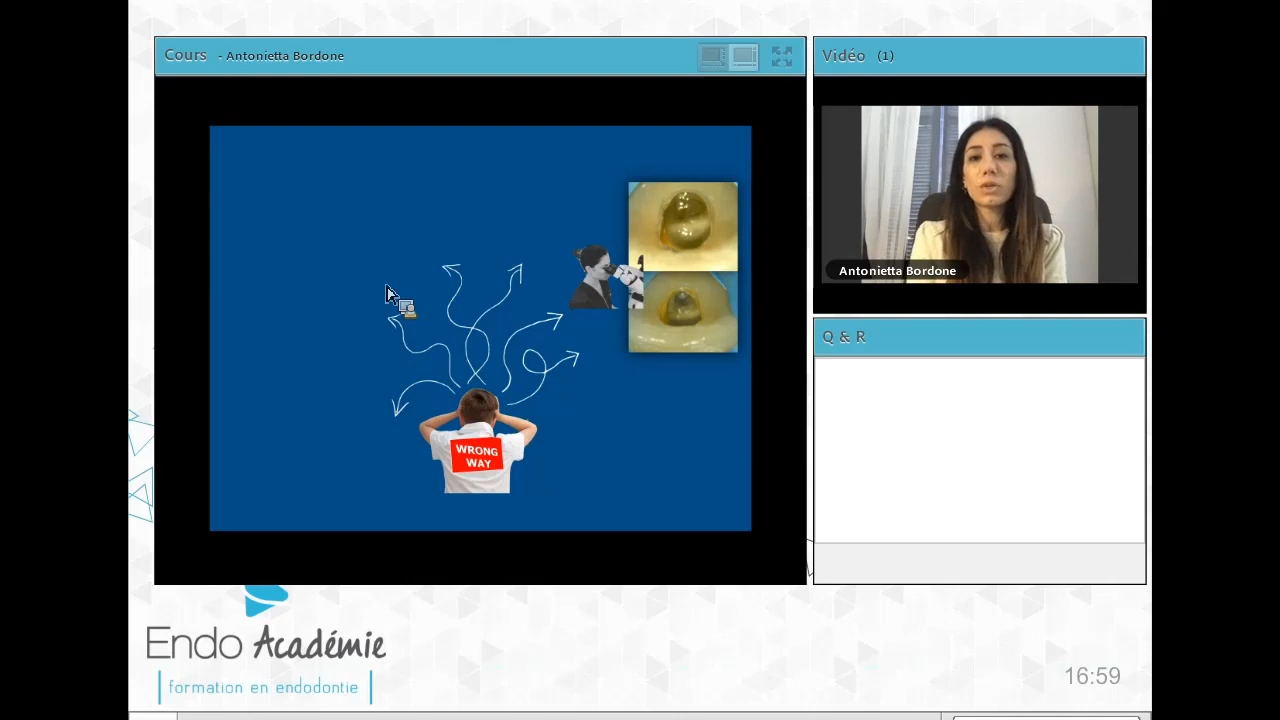 Cours - Antonietta Bordone
Vidéo (1)
Antonietta Bordone
Q & R
WRONG
WAY
Endo Académie
formation en endodontie
16:59